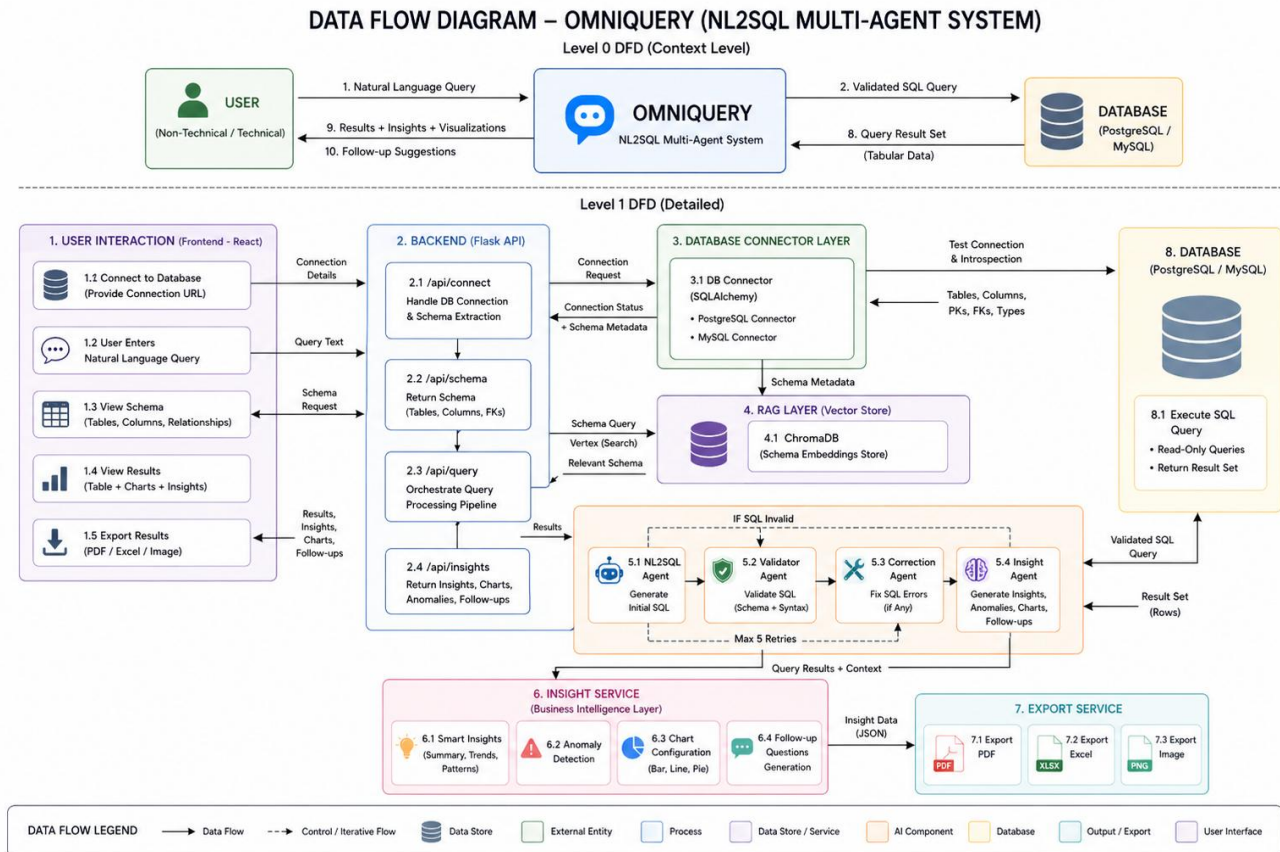 DATA FLOW DIAGRAM – OMNIQUERY (NL2SQL MULTI-AGENT SYSTEM)
Level 0 DFD (Context Level)
USER
(Non-Technical / Technical)
1. Natural Language Query
9. Results + Insights + Visualizations
10. Follow-up Suggestions
OMNIQUERY
NL2SQL Multi-Agent System
2. Validated SQL Query
8. Query Result Set
(Tabular Data)
DATABASE
(PostgreSQL /
MySQL)
Level 1 DFD (Detailed)
1. USER INTERACTION (Frontend - React)
1.1 Connect to Database
(Provide Connection URL)
1.2 User Enters
Natural Language Query
1.3 View Schema
(Tables, Columns, Relationships)
1.4 View Results
(Table + Charts + Insights)
1.5 Export Results
(PDF / Excel / Image)
Connection
Details
Query Text
Schema
Request
Results,
Insights,
Charts,
Follow-ups
2. BACKEND (Flask API)
2.1 /api/connect
Handle DB Connection
& Schema Extraction
2.2 /api/schema
Return Schema
(Tables, Columns, FKs)
2.3 /api/query
Orchestrate Query
Processing Pipeline
2.4 /api/insights
Return Insights, Charts,
Anomalies, Follow-ups
Connection
Request
Connection Status
+ Schema Metadata
Schema Query
Vertex (Search)
Relevant Schema
Results
3. DATABASE CONNECTOR LAYER
3.1 DB Connector
(SQLAlchemy)
• PostgreSQL Connector
• MySQL Connector
Schema Metadata
4. RAG LAYER (Vector Store)
4.1 ChromaDB
(Schema Embeddings Store)
Test Connection
& Introspection
Tables, Columns,
PKs, FKs, Types
8. DATABASE
(PostgreSQL / MySQL)
8.1 Execute SQL
Query
• Read-Only Queries
• Return Result Set
Validated SQL
Query
Result Set
(Rows)
IF SQL Invalid
5.1 NL2SQL
Agent
Generate
Initial SQL
5.2 Validator
Agent
Validate SQL
(Schema + Syntax)
5.3 Correction
Agent
Fix SQL Errors
(if Any)
5.4 Insight
Agent
Generate Insights,
Anomalies, Charts,
Follow-ups
Max 5 Retries
Query Results + Context
6. INSIGHT SERVICE
(Business Intelligence Layer)
6.1 Smart Insights
(Summary, Trends,
Patterns)
6.2 Anomaly
Detection
6.3 Chart
Configuration
(Bar, Line, Pie)
6.4 Follow-up
Questions
Generation
Insight Data
(JSON)
7. EXPORT SERVICE
7.1 Export
PDF
PDF
7.2 Export
Excel
XLSX
7.3 Export
Image
PNG
DATA FLOW LEGEND
Data Flow
Control / Iterative Flow
Data Store
External Entity
Process
Data Store / Service
AI Component
Database
Output / Export
User Interface